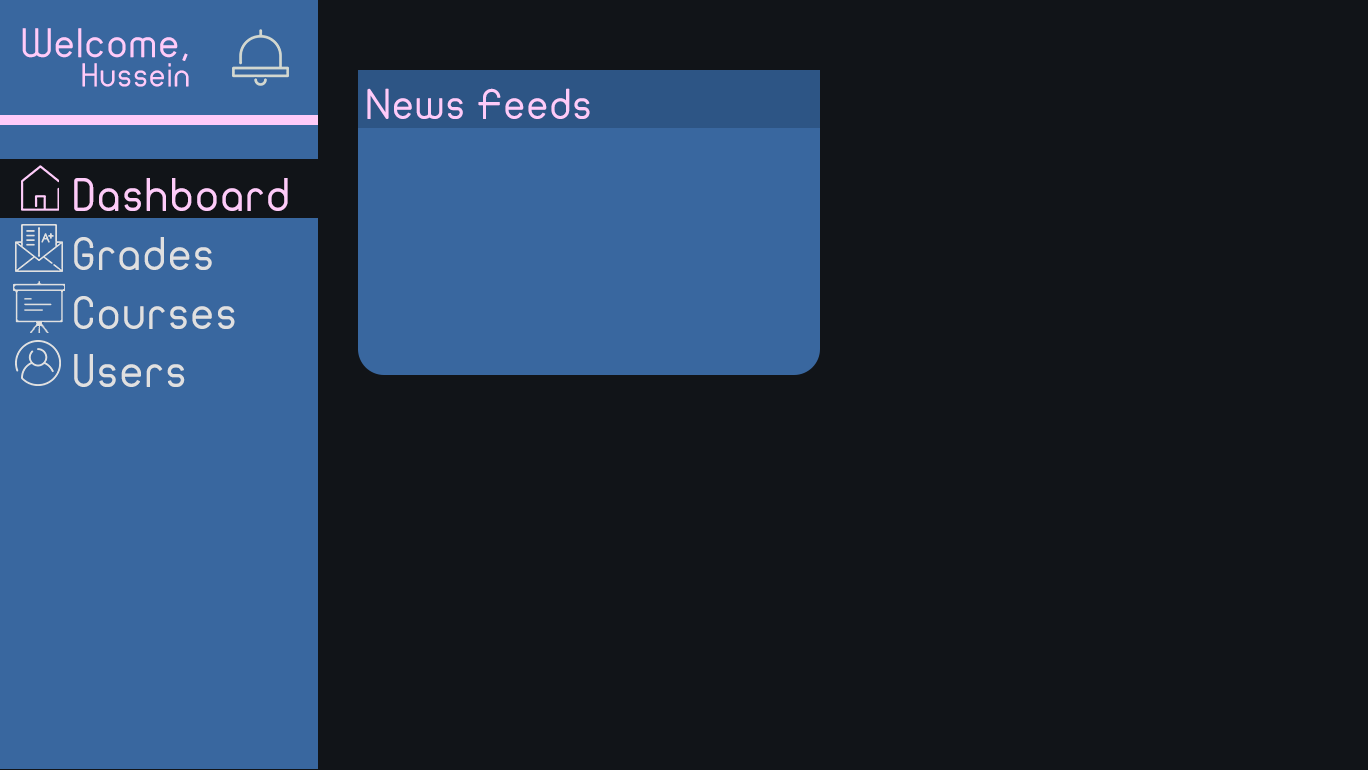 Welcome,
Hussein
News Feeds
Dashboard
A+
Grades
Courses
Users